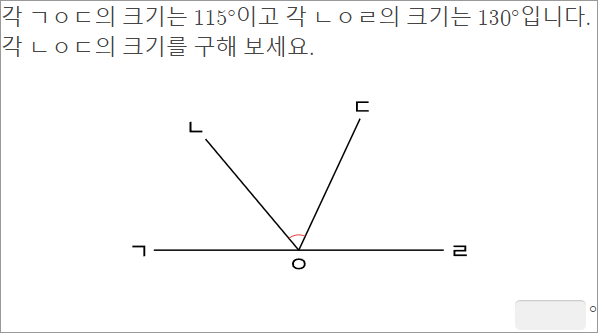 각 ㄱㅇㄷ의 크기는 115°이고 각 ㄴㅇㄹ의 크기는 130°입니다.
각 ㄴㅇㄷ의 크기를 구해 보세요.
ㄷ
ㄴ
ㄱ
ㄹ
ㅇ
°